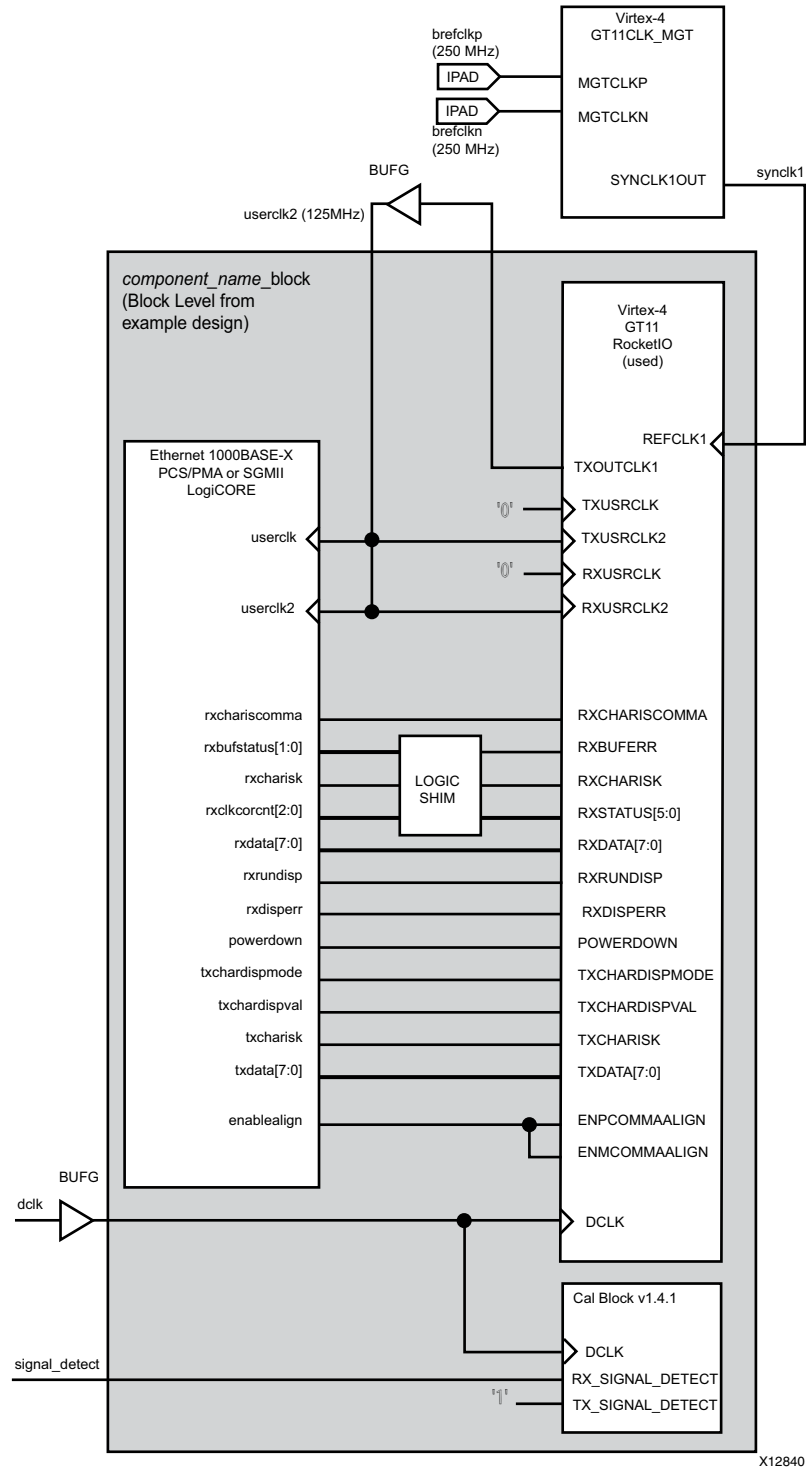 brefclkp
(250 MHz)
IPAD
IPAD
brefclkn
(250 MHz)
Virtex-4
GT11CLK_MGT
MGTCLKP
MGTCLKN
SYNCLK1OUT
synclk1
BUFG
userclk2 (125MHz)
component_name_block
(Block Level from
example design)
Virtex-4
GT11
RocketIO
(used)
REFCLK1
TXOUTCLK1
'0'
TXUSRCLK
TXUSRCLK2
'0'
RXUSRCLK
RXUSRCLK2
Ethernet 1000BASE-X
PCS/PMA or SGMII
LogiCORE
userclk
userclk2
rxchariscomma
RXCHARISCOMMA
rxbufstatus[1:0]
RXBUFERR
rxcharisk
RXCHARISK
rxclkcorcnt[2:0]
RXSTATUS[5:0]
LOGIC
SHIM
rxdata[7:0]
RXDATA[7:0]
rxrundisp
RXRUNDISP
rxdisperr
RXDISPERR
powerdown
POWERDOWN
txchardispmode
TXCHARDISPMODE
txchardispval
TXCHARDISPVAL
txcharisk
TXCHARISK
txdata[7:0]
TXDATA[7:0]
enablealign
ENPCOMMAALIGN
ENMCOMMAALIGN
BUFG
dclk
DCLK
Cal Block v1.4.1
DCLK
signal_detect
RX_SIGNAL_DETECT
'1'
TX_SIGNAL_DETECT
X12840